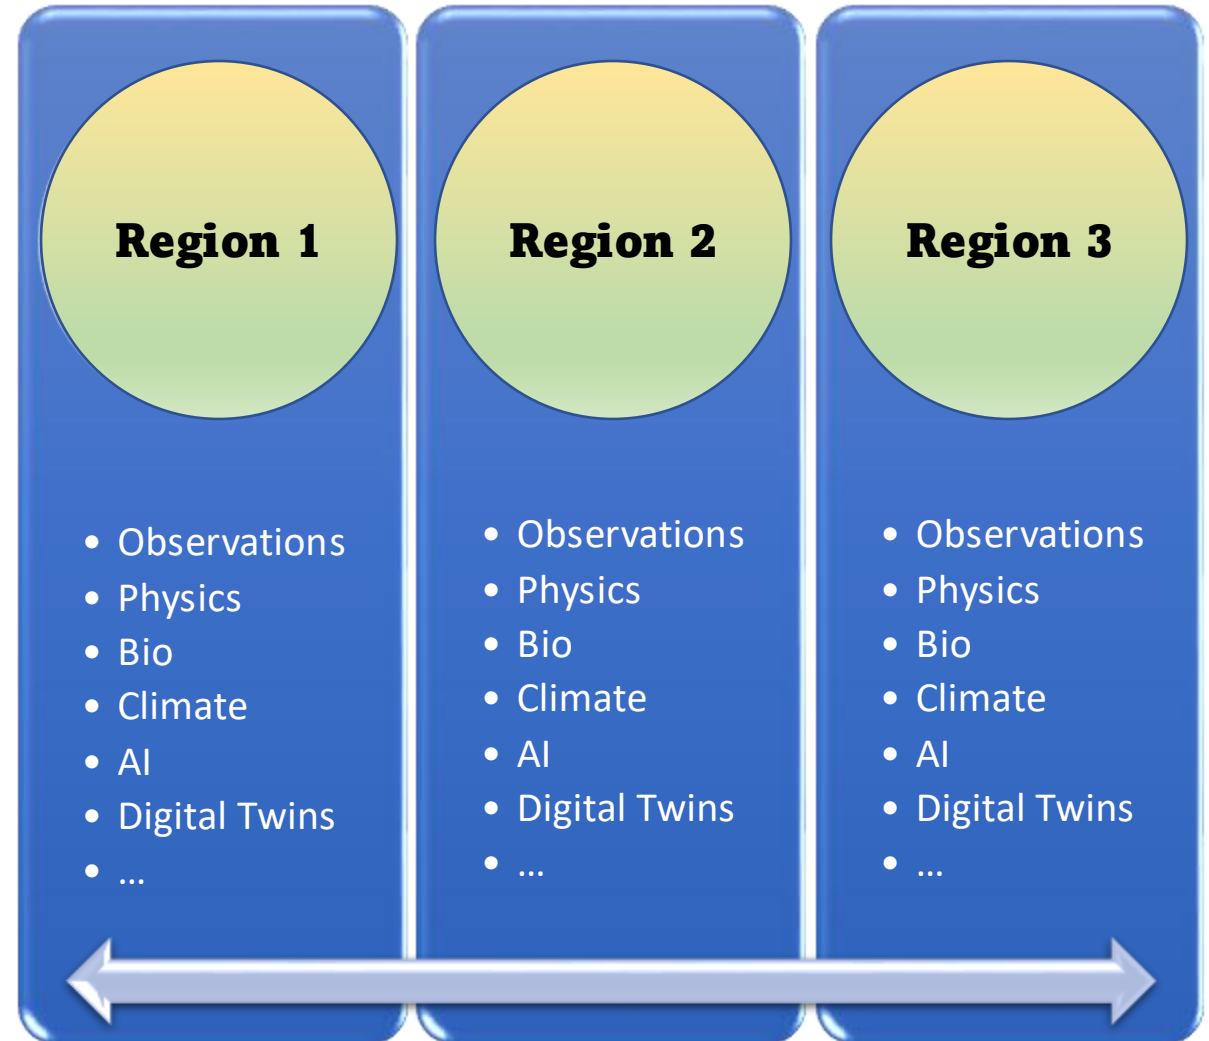 Region 1
• Observations
• Physics
• Bio
• Climate
• AI
• Digital Twins
• ...
Region 2
• Observations
• Physics
• Bio
• Climate
• AI
• Digital Twins
• ...
Region 3
• Observations
• Physics
• Bio
• Climate
• AI
• Digital Twins
• ...